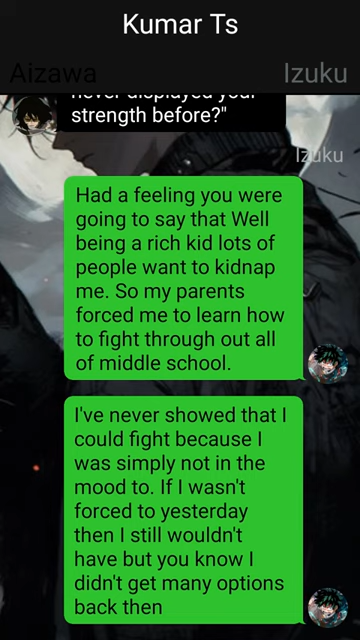 Kumar Ts
Aizawa
Izuku
never displayed your
strength before?"
Izuku
Had a feeling you were
going to say that Well
being a rich kid lots of
people want to kidnap
me. So my parents
forced me to learn how
to fight through out all
of middle school.
I've never showed that I
could fight because I
was simply not in the
mood to. If I wasn't
forced to yesterday
then I still wouldn't
have but you know I
didn't get many options
back then